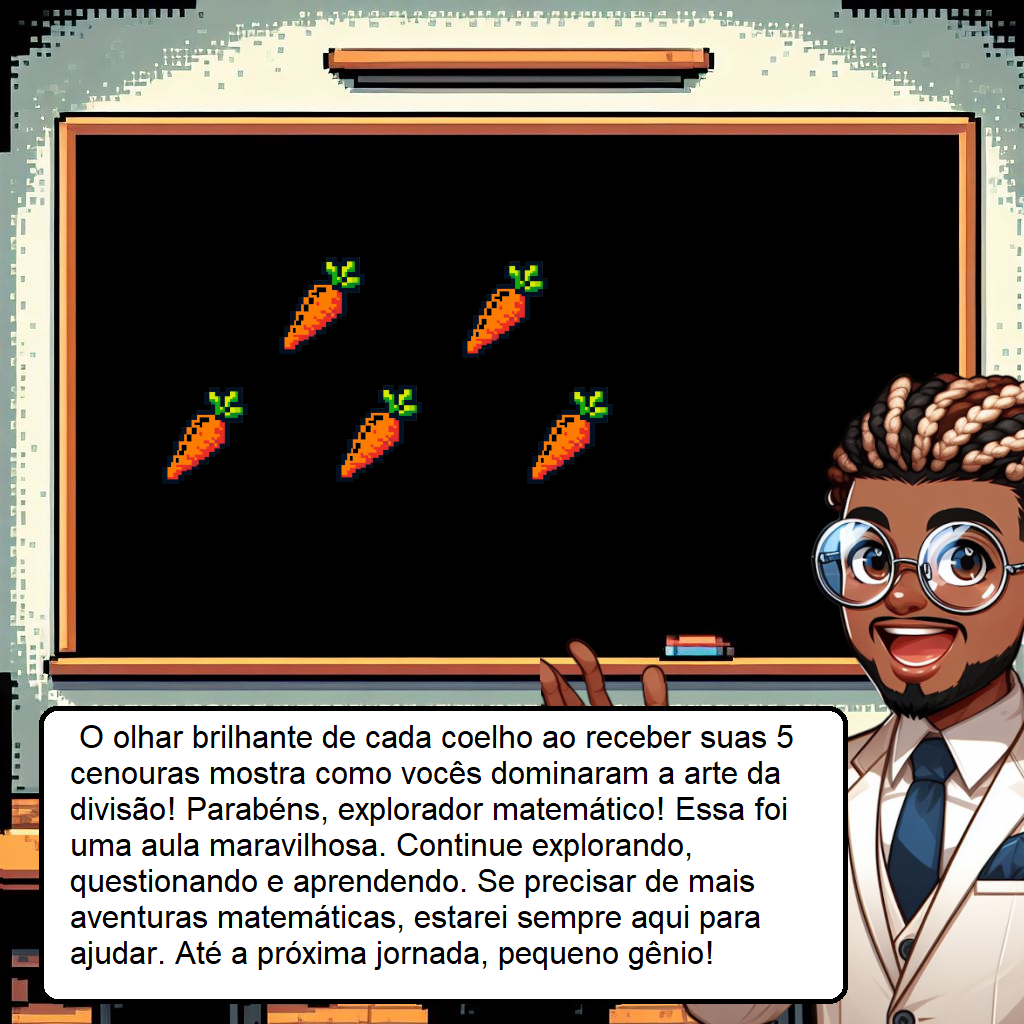 O olhar brilhante de cada coelho ao receber suas 5
cenouras mostra como vocês dominaram a arte da
divisão! Parabéns, explorador matemático! Essa foi
uma aula maravilhosa. Continue explorando,
questionando e aprendendo. Se precisar de mais
aventuras matemáticas, estarei sempre aqui para
ajudar. Até a próxima jornada, pequeno gênio!